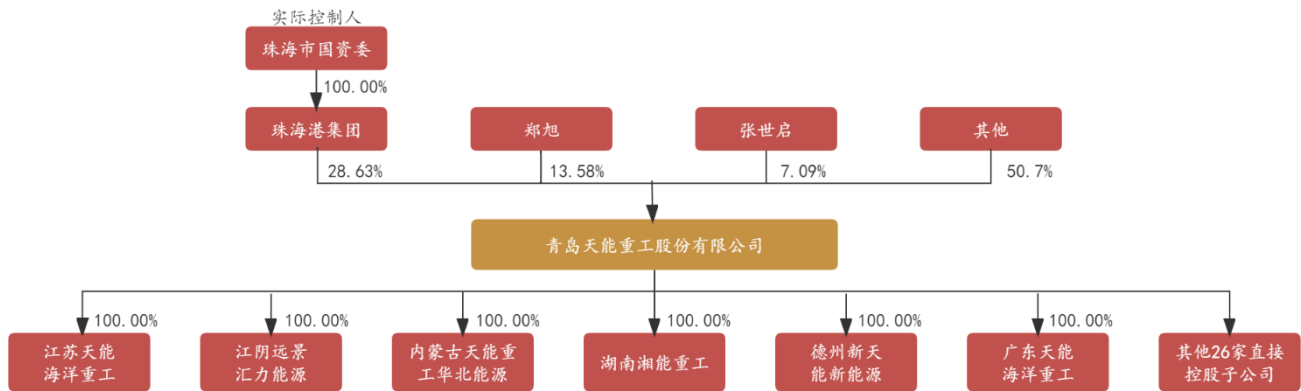 实际控制人
珠海市国资委
100.00%
珠海港集团
郑旭
张世启
其他
28.63%
13.58%
7.09%
50.7%
青岛天能重工股份有限公司
100.00%
100.00%
100.00%
100.00%
100.00%
100.00%
江苏天能
海洋重工
江阴远景
汇力能源
内蒙古天能重
工华北能源
湖南湘能重工
德州新天
能新能源
广东天能
海洋重工
其他26家直接
控股子公司